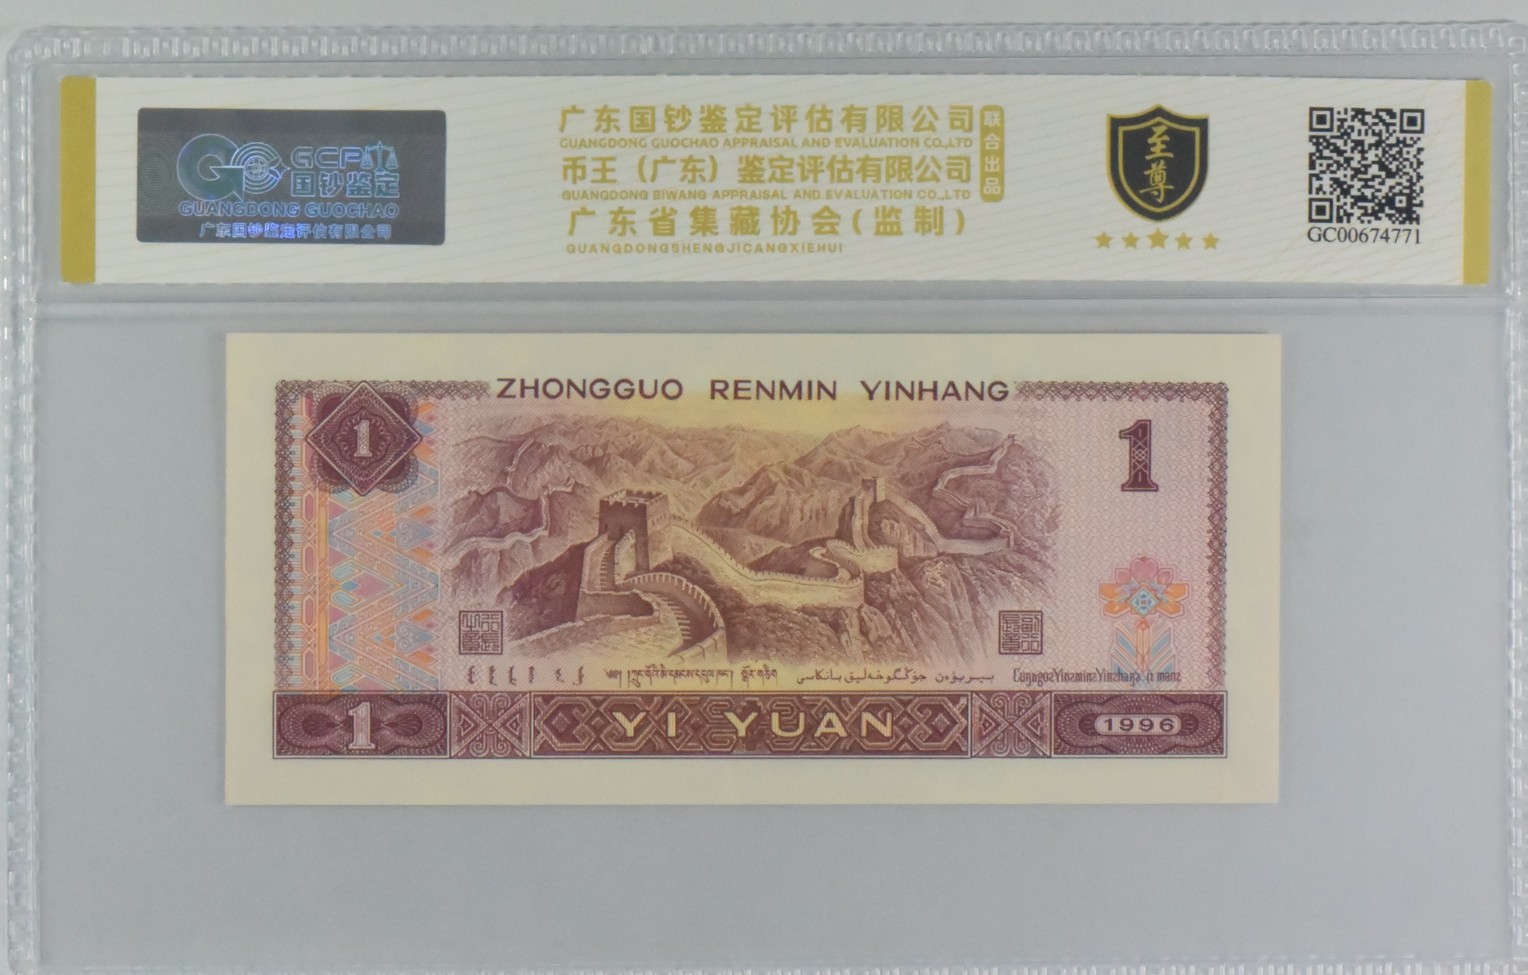 GCP
国钞鉴定
GUANGDONG GUOCHAO
广东国钞鉴定评估有限公司
广东国钞鉴定评估有限公司
GUANGDONG GUOCHAO APPRAISAL AND EVALUATION CO.,LTD
币王（广东）鉴定评估有限公司
GUANGDONG BIWANG APPRAISAL AND EVALUATION CO.,LTD
联合出品
广东省集藏协会(监制)
GUANGDONGSHENGJICANGXIEHUI
至尊
GC00674771
ZHONGGUO RENMIN YINHANG
1
1
1
YI YUAN
1996